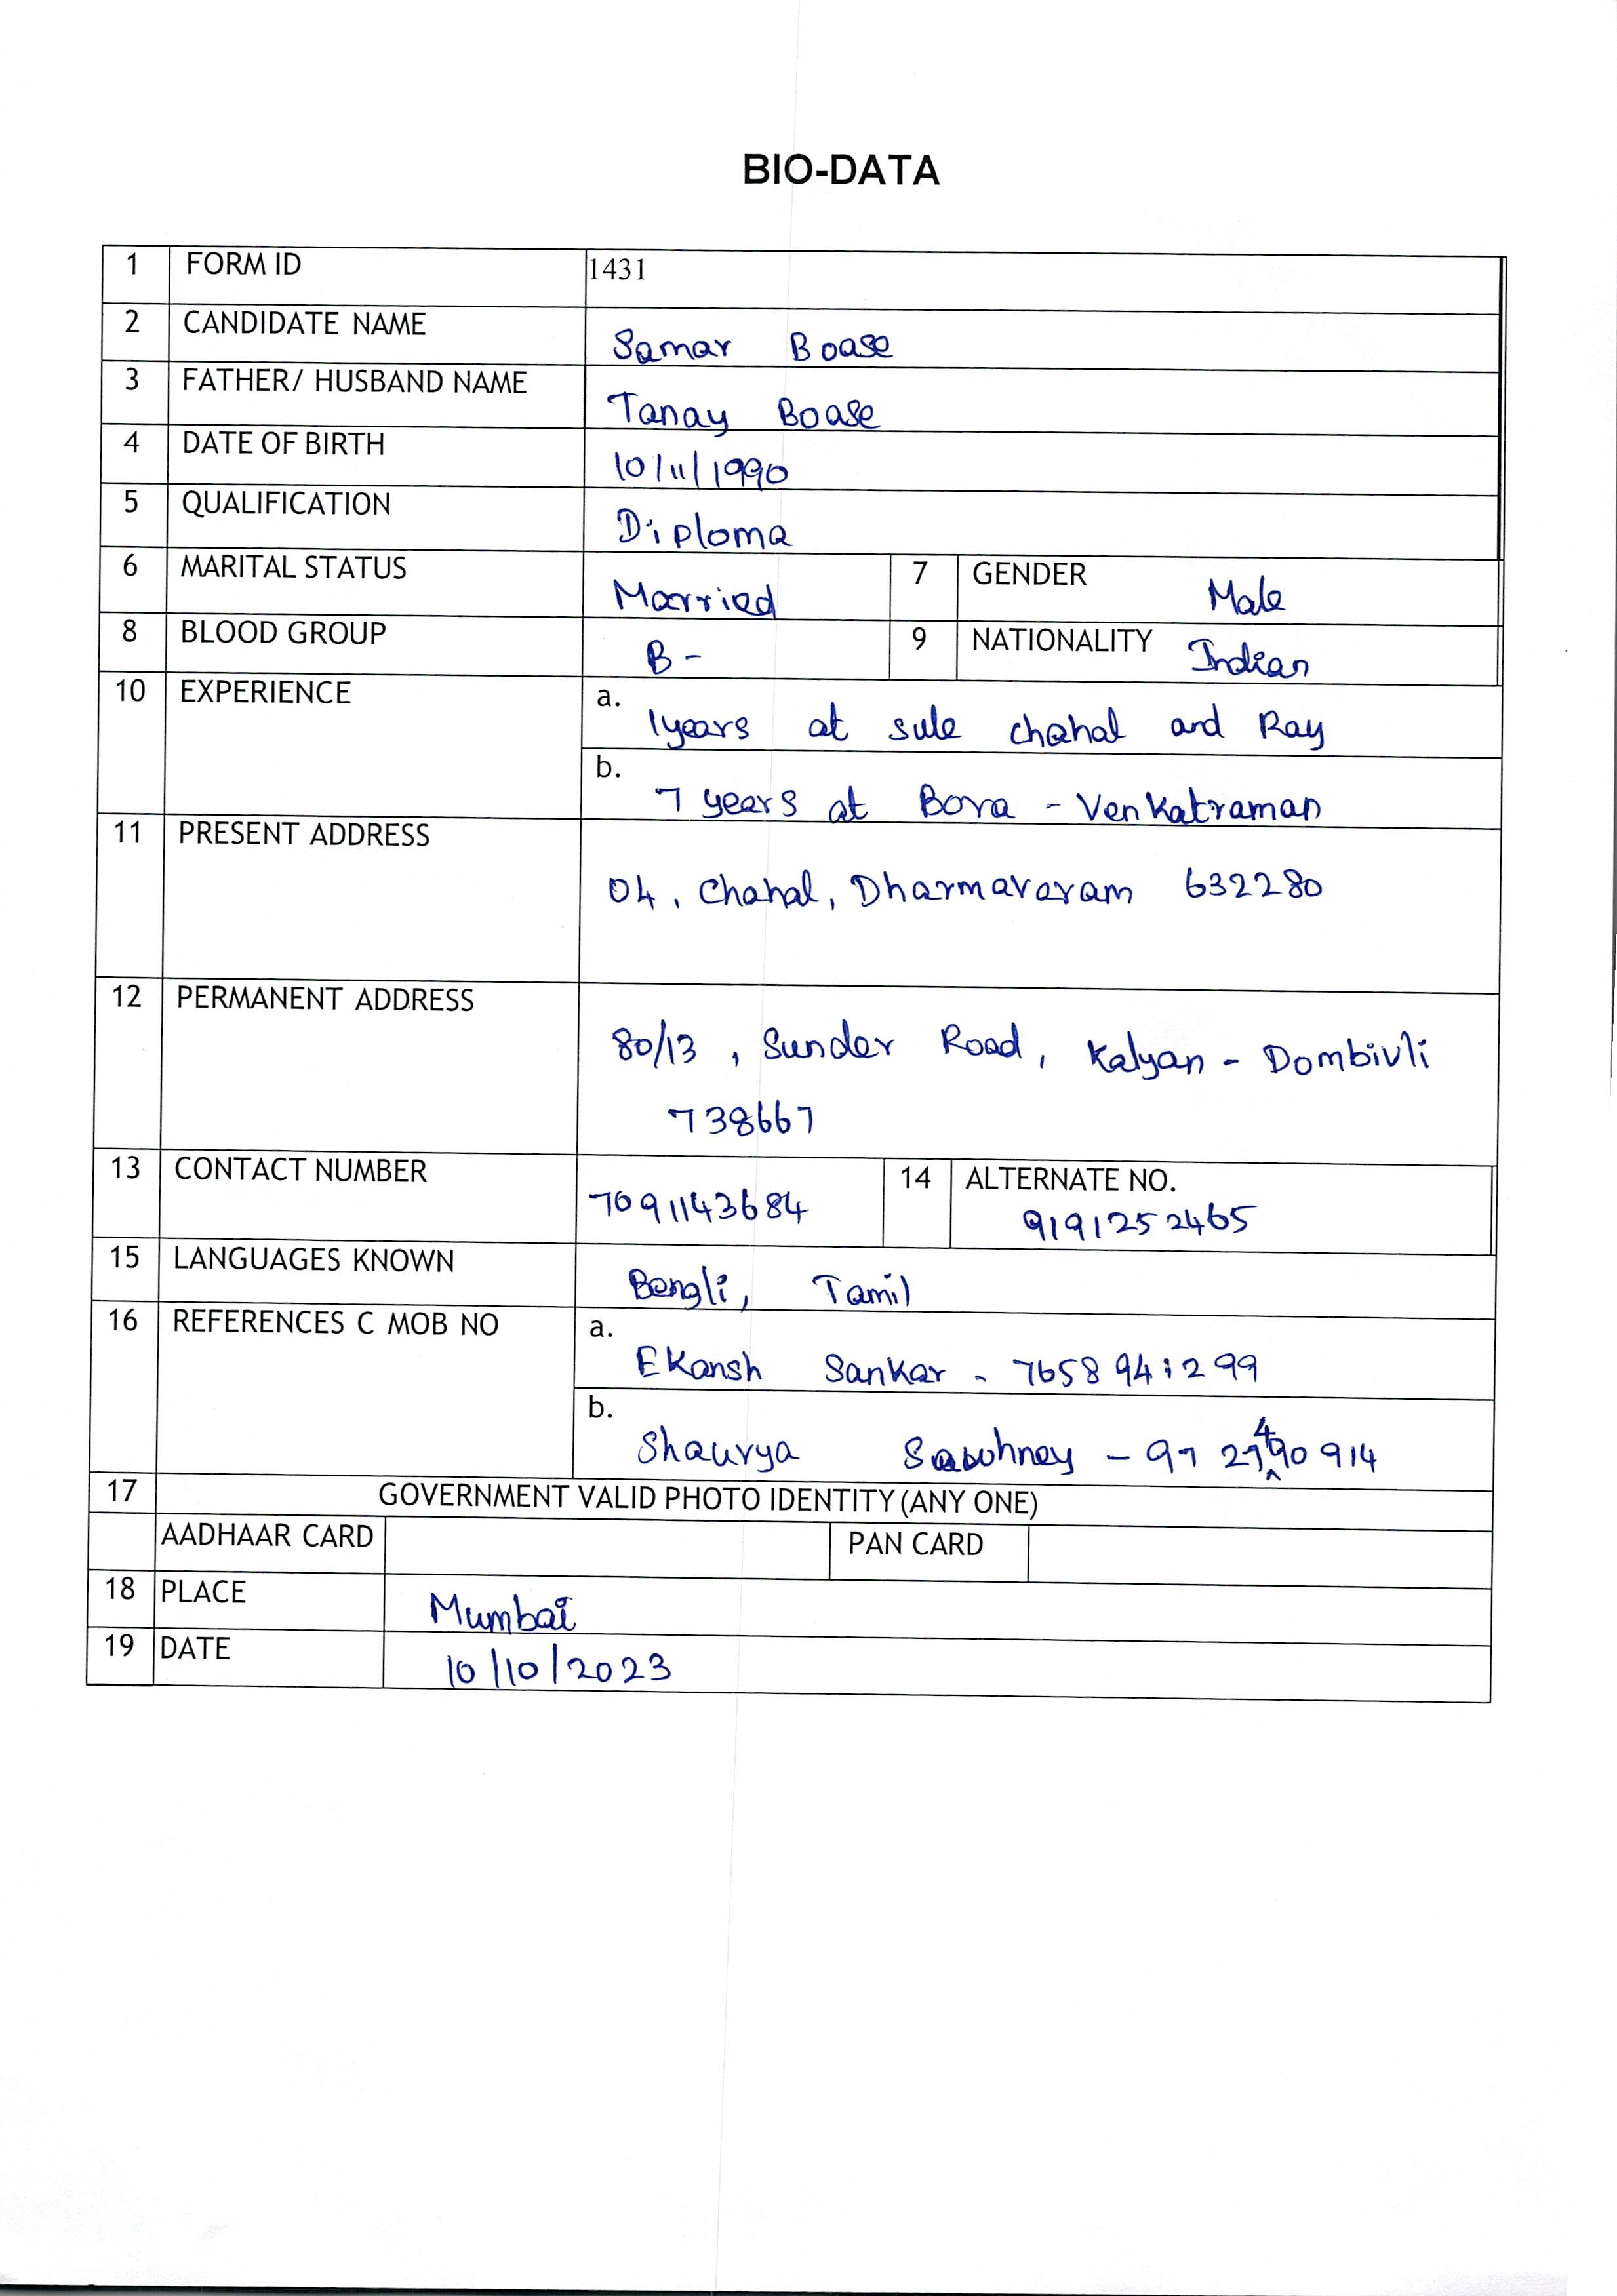 BIO-DATA
1 FORM ID 1431
2 CANDIDATE NAME Samar Boase
3 FATHER/ HUSBAND NAME Tanay Boase
4 DATE OF BIRTH 10/11/1990
5 QUALIFICATION Diploma
6 MARITAL STATUS Married 7 GENDER Male
8 BLOOD GROUP B- 9 NATIONALITY Indian
10 EXPERIENCE a. 1years at sule chahal and Ray
b. 7 years at Bora - Venkatraman
11 PRESENT ADDRESS
04, Chahal, Dharmavaram 632280
12 PERMANENT ADDRESS
80/13, Sunder Road, Kalyan - Dombivli
738667
13 CONTACT NUMBER 7091143684 14 ALTERNATE NO.
9191252465
15 LANGUAGES KNOWN Bengli, Tamil
16 REFERENCES C MOB NO a. Ekansh Sankar - 7658941299
b. Shaurya - 9727490914
17 GOVERNMENT VALID PHOTO IDENTITY (ANY ONE)
AADHAAR CARD PAN CARD
18 PLACE Mumbai
19 DATE 10/10/2023